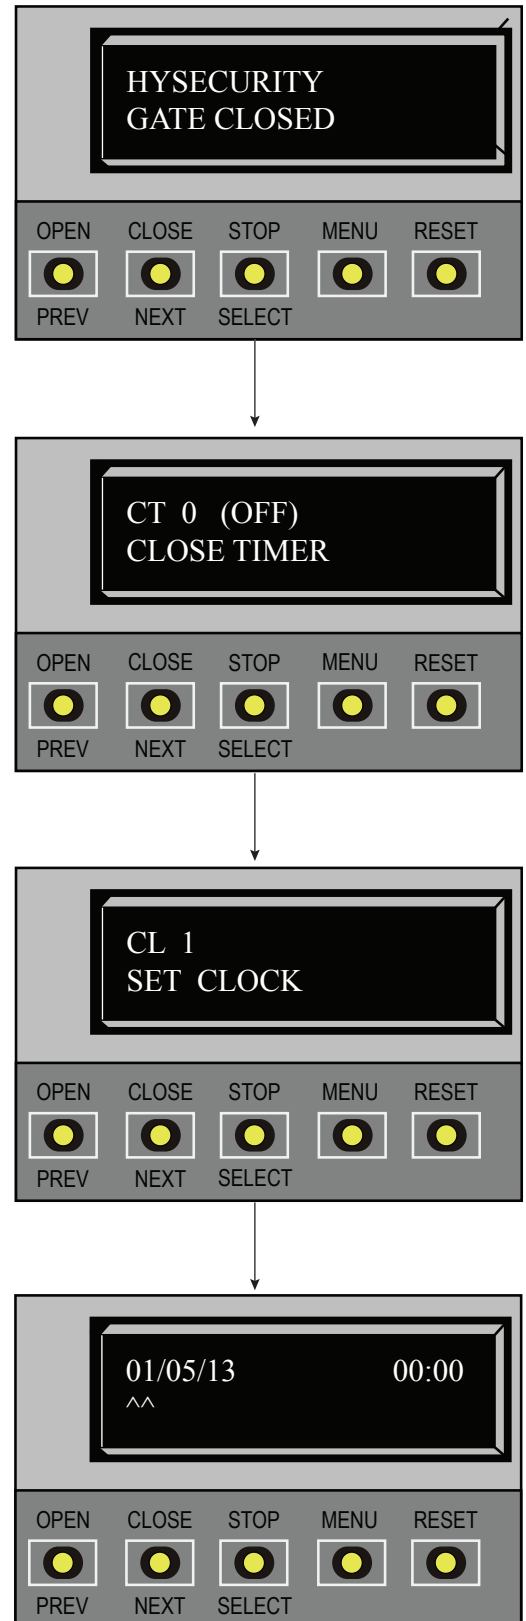 HYSECURITY
GATE CLOSED
OPEN CLOSE STOP MENU RESET
PREV NEXT SELECT
CT 0 (OFF)
CLOSE TIMER
OPEN CLOSE STOP MENU RESET
PREV NEXT SELECT
CL 1
SET CLOCK
OPEN CLOSE STOP MENU RESET
PREV NEXT SELECT
01/05/13 00:00
^^
OPEN CLOSE STOP MENU RESET
PREV NEXT SELECT